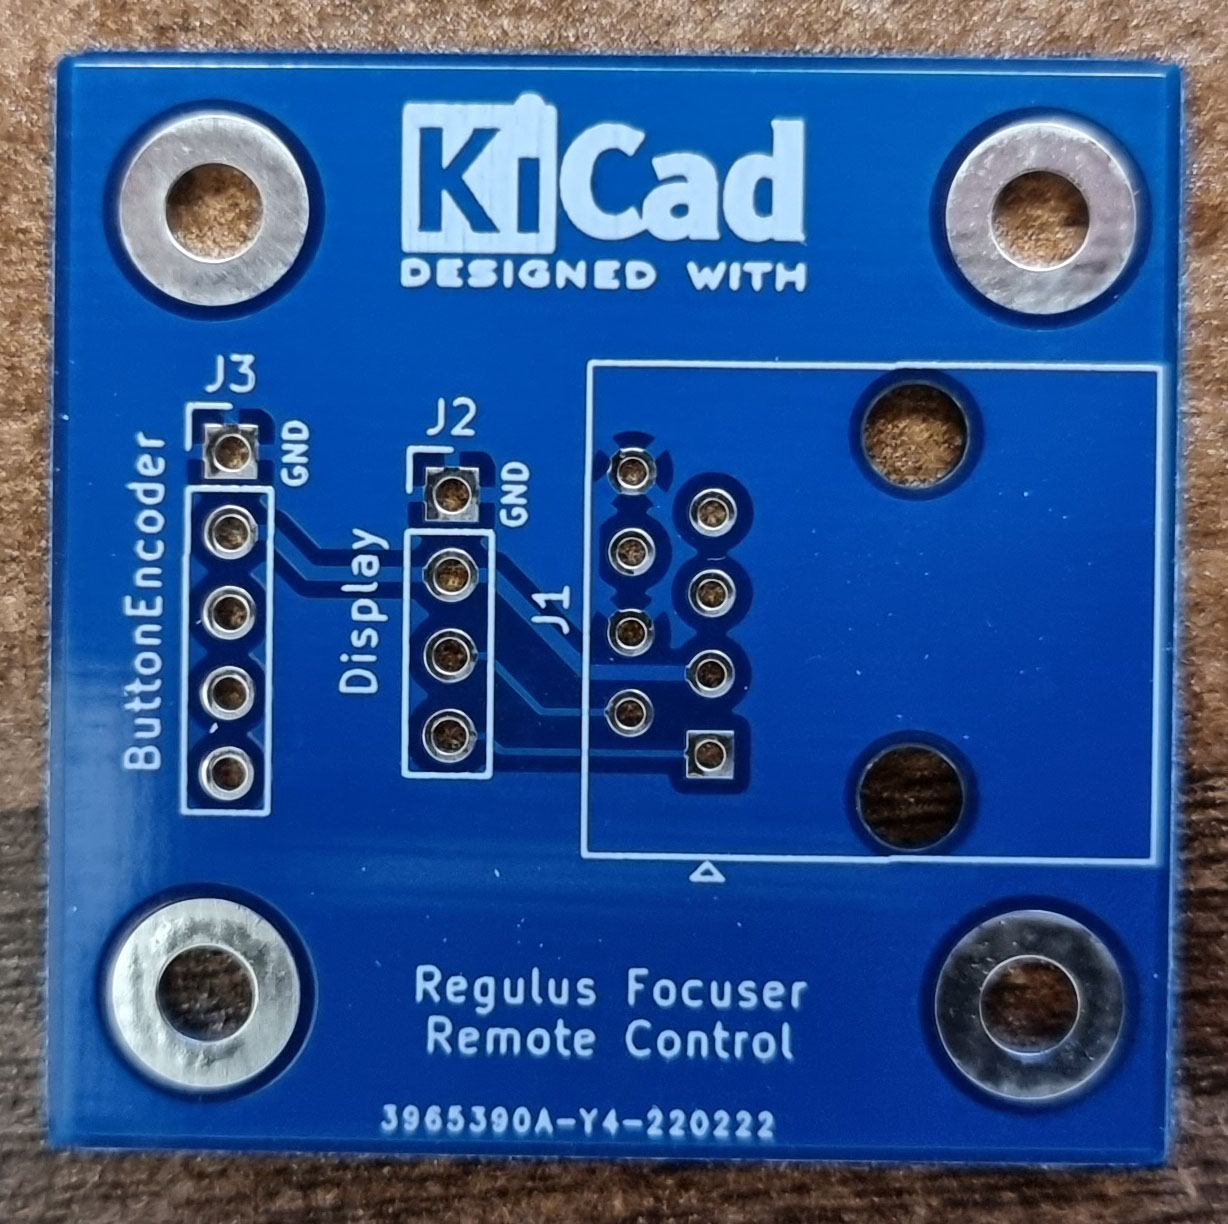 KiCad
DESIGNED WITH
J3
GND
ButtonEncoder
J2
GND
Display
J1
Regulus Focuser
Remote Control
3965390A-Y4-220222